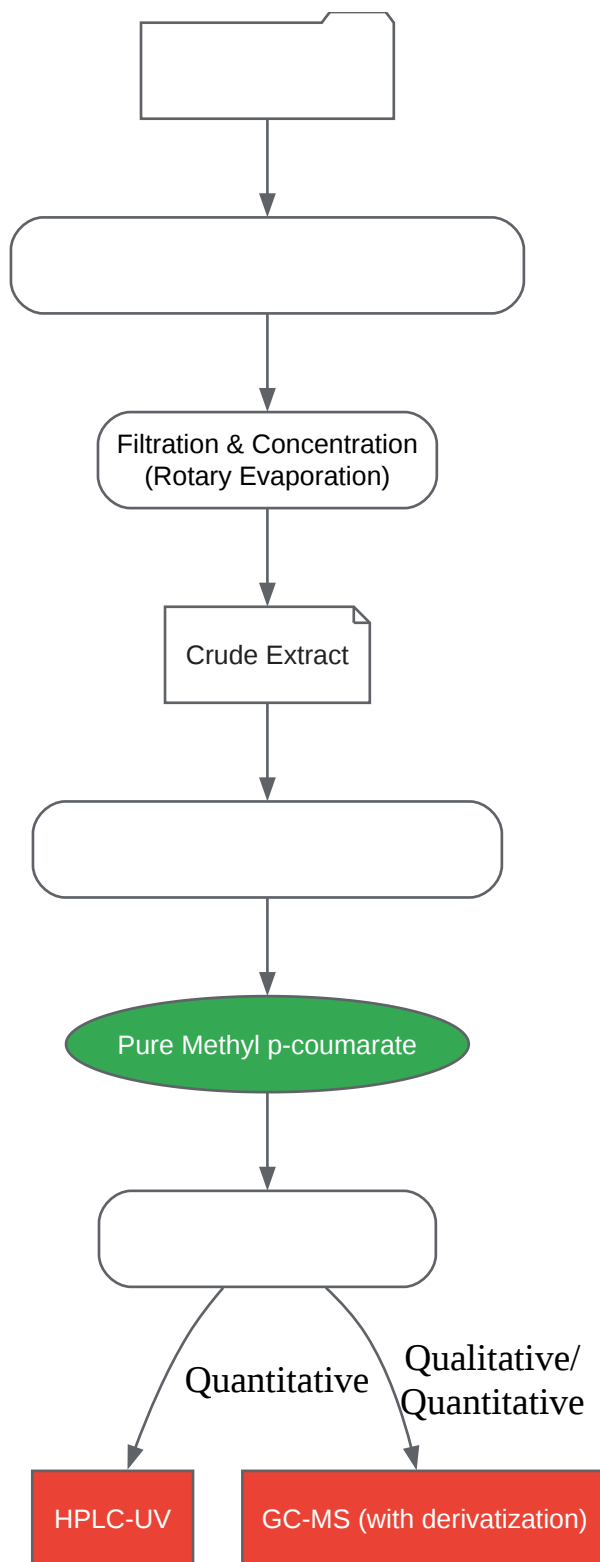 Filtration & Concentration
(Rotary Evaporation)
Crude Extract
Pure Methyl p-coumarate
Quantitative
Qualitative/
Quantitative
HPLC-UV
GC-MS (with derivatization)